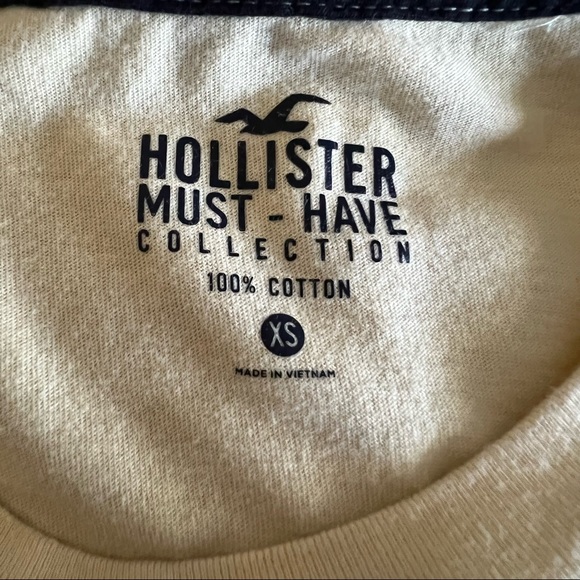 HOLLISTER
MUST - HAVE
COLLECTION
100% COTTON
XS
MADE IN VIETNAM